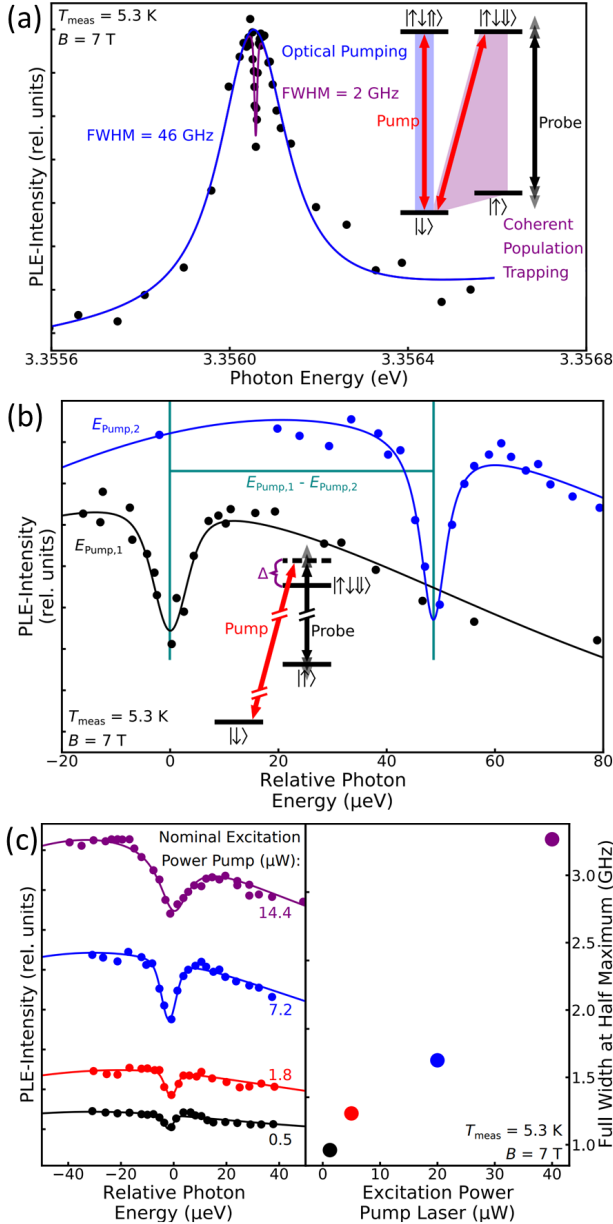 (a)
T_meas = 5.3 K
B = 7 T
Optical Pumping
FWHM = 2 GHz
FWHM = 46 GHz
|↑↓⇑⟩
|↑↓⇓⟩
Pump
Probe
|↓⟩
|↑⟩
Coherent
Population
Trapping
PLE-Intensity (rel. units)
3.3556
3.3560
3.3564
3.3568
Photon Energy (eV)
(b)
E_Pump,2
E_Pump,1 - E_Pump,2
E_Pump,1
Δ
|↑↓⇓⟩
Pump
Probe
|↑⟩
|↓⟩
T_meas = 5.3 K
B = 7 T
PLE-Intensity
(rel. units)
−20
0
20
40
60
80
Relative Photon
Energy (μeV)
(c)
Nominal Excitation
Power Pump (μW):
14.4
7.2
1.8
0.5
PLE-Intensity (rel. units)
−40
−20
0
20
40
Relative Photon
Energy (μeV)
T_meas = 5.3 K
B = 7 T
0
10
20
30
40
Excitation Power
Pump Laser (μW)
3.0
2.5
2.0
1.5
1.0
Full Width at Half Maximum (GHz)